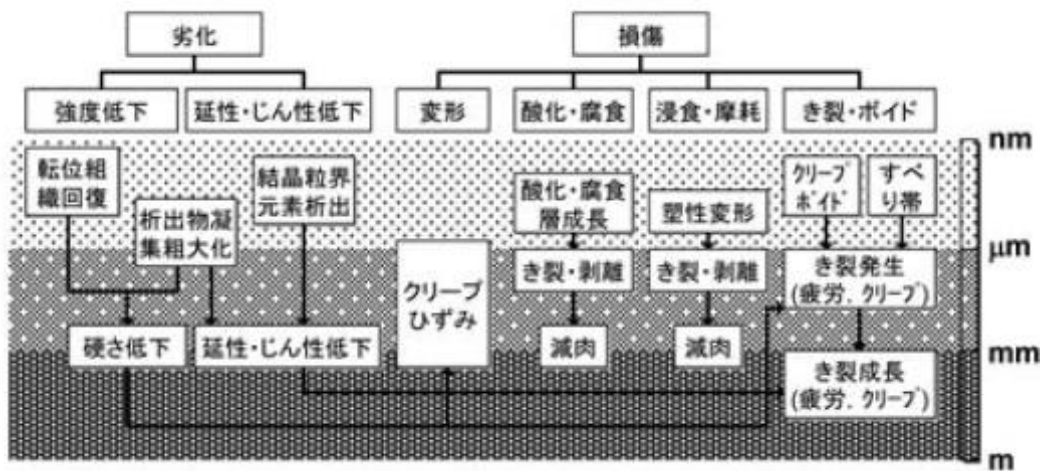 劣化
損傷
強度低下
延性・じん性低下
変形
酸化・腐食
浸食・摩耗
き裂・ボイド
nm
転位組
織回復
析出物凝
集粗大化
結晶粒界
元素析出
酸化・腐食
層成長
塑性変形
ｸﾘｰﾌﾟ
ﾎﾞｲﾄﾞ
すべ
り帯
μm
クリープ
ひずみ
き裂・剥離
き裂・剥離
き裂発生
(疲労, ｸﾘｰﾌﾟ)
硬さ低下
延性・じん性低下
減肉
減肉
mm
き裂成長
(疲労, ｸﾘｰﾌﾟ)
m